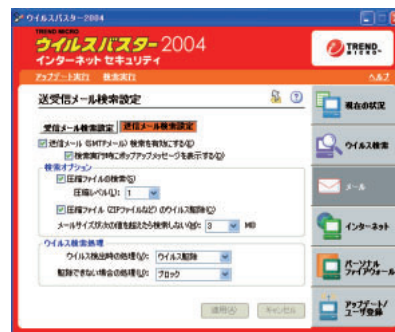 ウイルスバスター2004
TREND MICRO
ウイルスバスター2004
インターネット セキュリティ
TREND MICRO
アップデート実行 検索実行 ヘルプ
送受信メール検索設定
受信メール検索設定 送信メール検索設定
送信メール(SMTPメール)検索を有効にする(E)
検索実行時にポップアップメッセージを表示する(D)
検索オプション
圧縮ファイルの検索(S)
圧縮レベル(L): 1
圧縮ファイル(ZIPファイルなど)のウイルス駆除(C)
メールサイズが次の値を超えたら検索しない(M): 3 MB
ウイルス検索処理
ウイルス検出時の処理(V): ウイルス駆除
駆除できない場合の処理(U): ブロック
適用(A) キャンセル
現在の状況
ウイルス検索
メール
インターネット
パーソナル
ファイアウォール
アップデート/
ユーザ登録